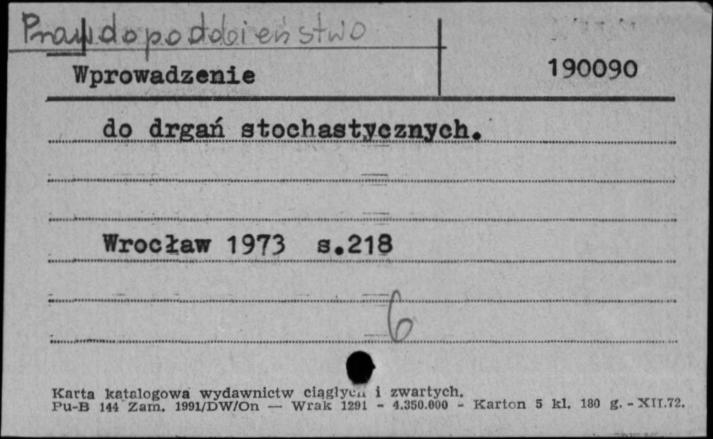 Prawdopodobieństwo
Wprowadzenie 190090
do drgań stochastycznych.
Wrocław 1973 s.218
6
Karta katalogowa wydawnictw ciągłych i zwartych.
Pu-B 144 Zam. 1991/DW/On — Wrak 1291 - 4.350.000 - Karton 5 kl. 180 g. - XII.72.